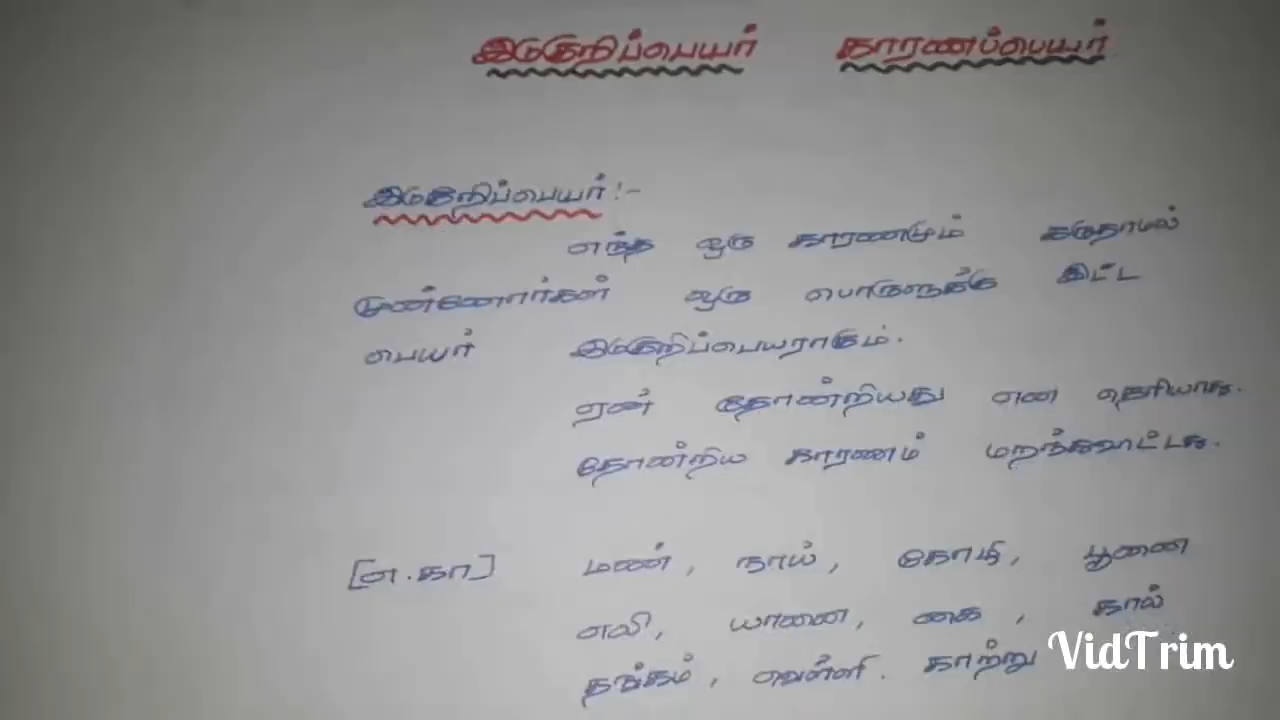 இடுகுறிப்பெயர் காரணப்பெயர்
இடுகுறிப்பெயர் :-
எந்த ஒரு காரணமும் கருதாமல்
முன்னோர்கள் ஒரு பொருளுக்கு இட்ட
பெயர் இடுகுறிப்பெயராகும்.
ஏன் தோன்றியது என தெரியாது.
தோன்றிய காரணம் மறந்துவிட்டது.
[எ.கா] மண், நாய், கோழி, பூனை
எலி, யானை, கை, கால்
தங்கம், வெள்ளி. காற்று
VidTrim